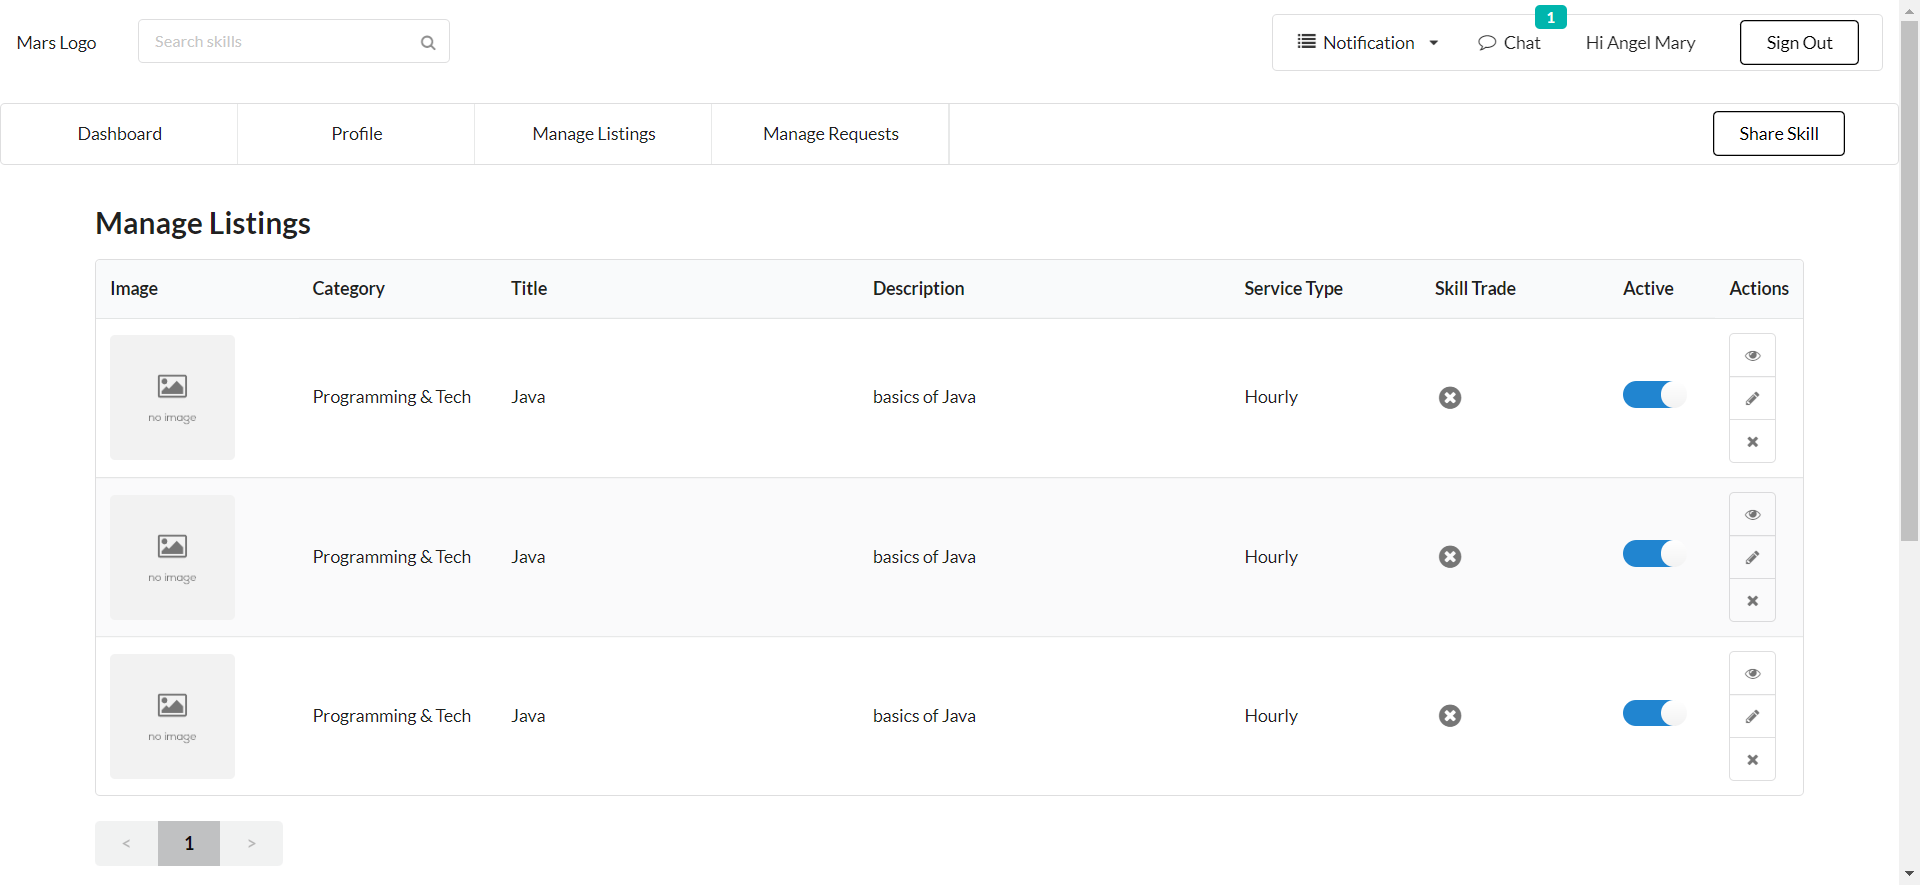 Mars Logo
Search skills
Notification
Chat
1
Hi Angel Mary
Sign Out
Dashboard
Profile
Manage Listings
Manage Requests
Share Skill
Manage Listings
Image Category Title Description Service Type Skill Trade Active Actions
no image
Programming & Tech Java basics of Java Hourly
no image
Programming & Tech Java basics of Java Hourly
no image
Programming & Tech Java basics of Java Hourly
< 1 >